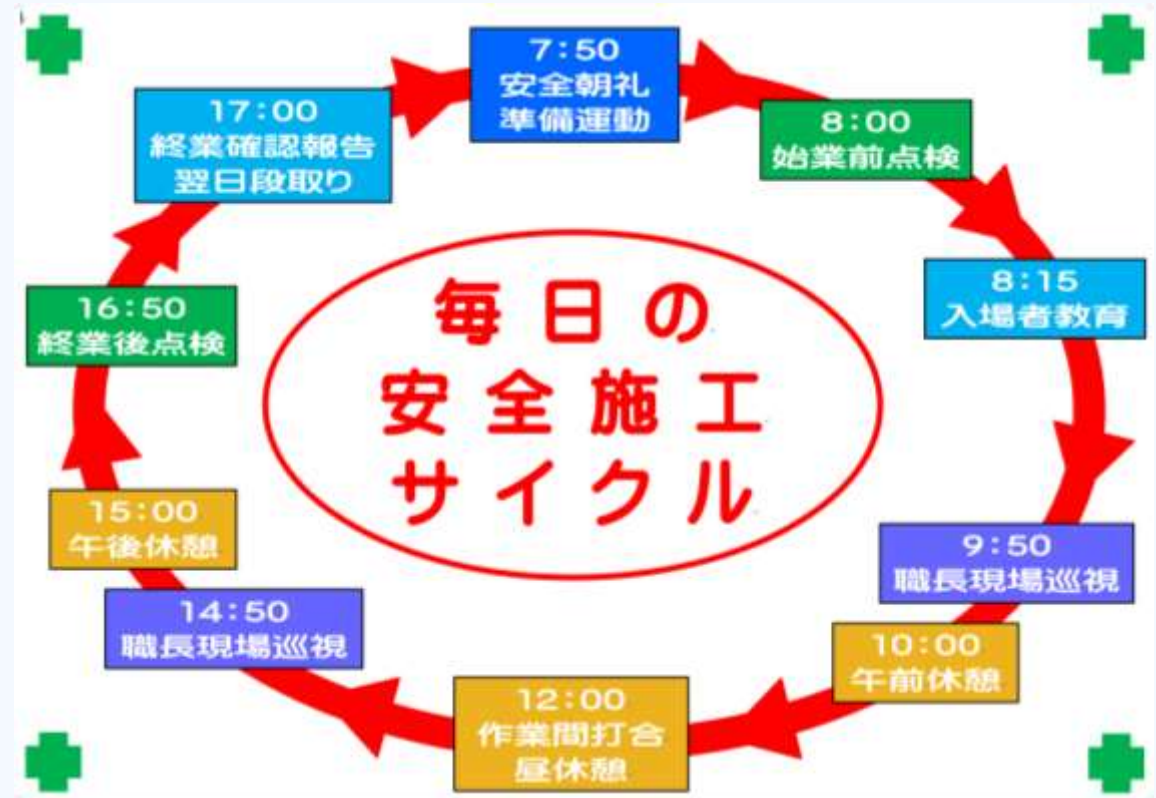 7:50
安全朝礼
準備運動
8:00
始業前点検
8:15
入場者教育
9:50
職長現場巡視
10:00
午前休憩
12:00
作業間打合
昼休憩
14:50
職長現場巡視
15:00
午後休憩
16:50
終業後点検
17:00
終業確認報告
翌日段取り
毎日の
安全施工
サイクル